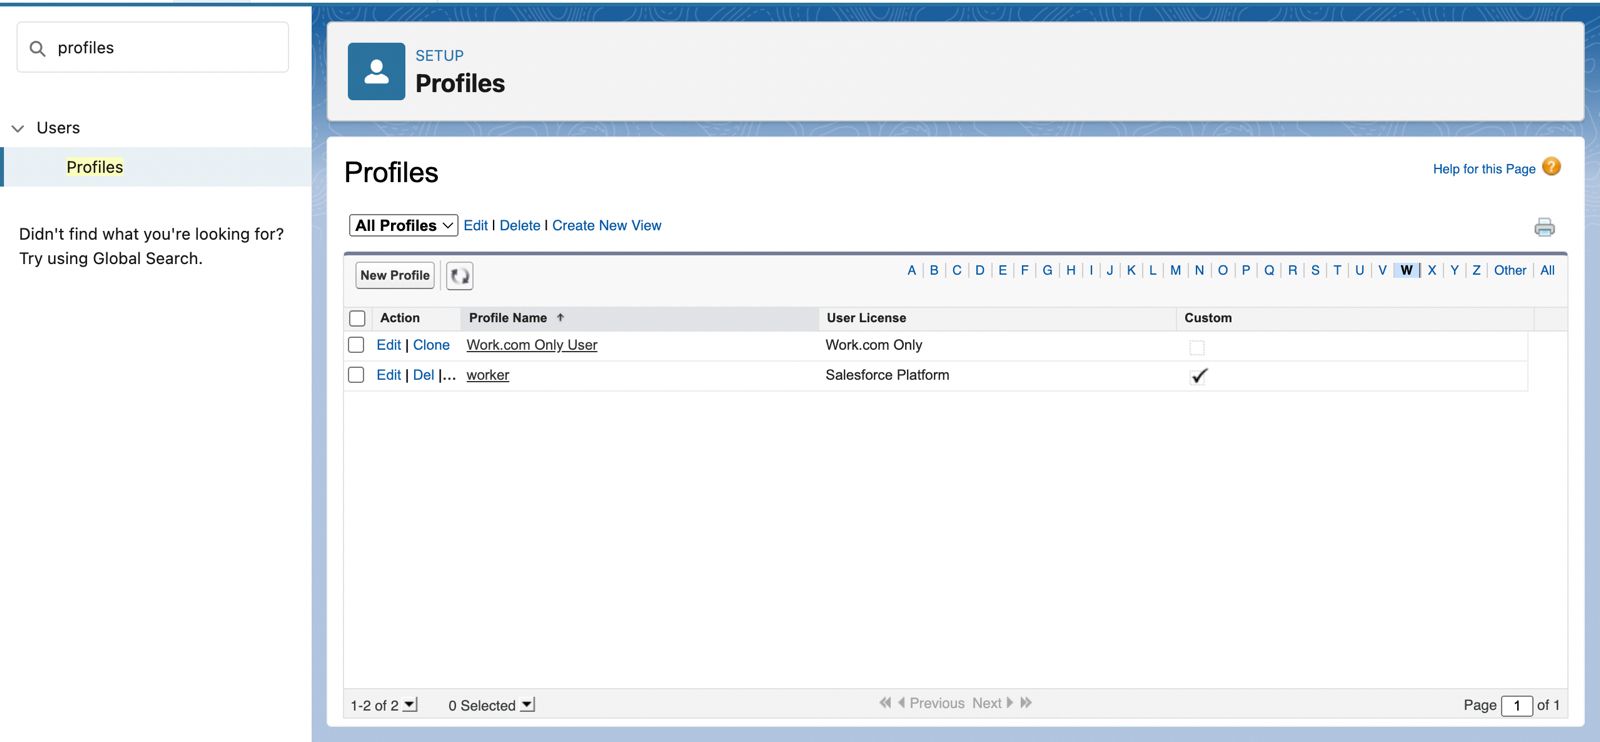 profiles
Users
Profiles
Didn't find what you're looking for?
Try using Global Search.
SETUP
Profiles
Profiles
Help for this Page ?
All Profiles Edit | Delete | Create New View
New Profile
A | B | C | D | E | F | G | H | I | J | K | L | M | N | O | P | Q | R | S | T | U | V | W | X | Y | Z | Other | All
Action Profile Name ↑ User License Custom
Edit | Clone Work.com Only User Work.com Only
Edit | Del |... worker Salesforce Platform ✓
1-2 of 2 0 Selected Previous Next Page 1 of 1